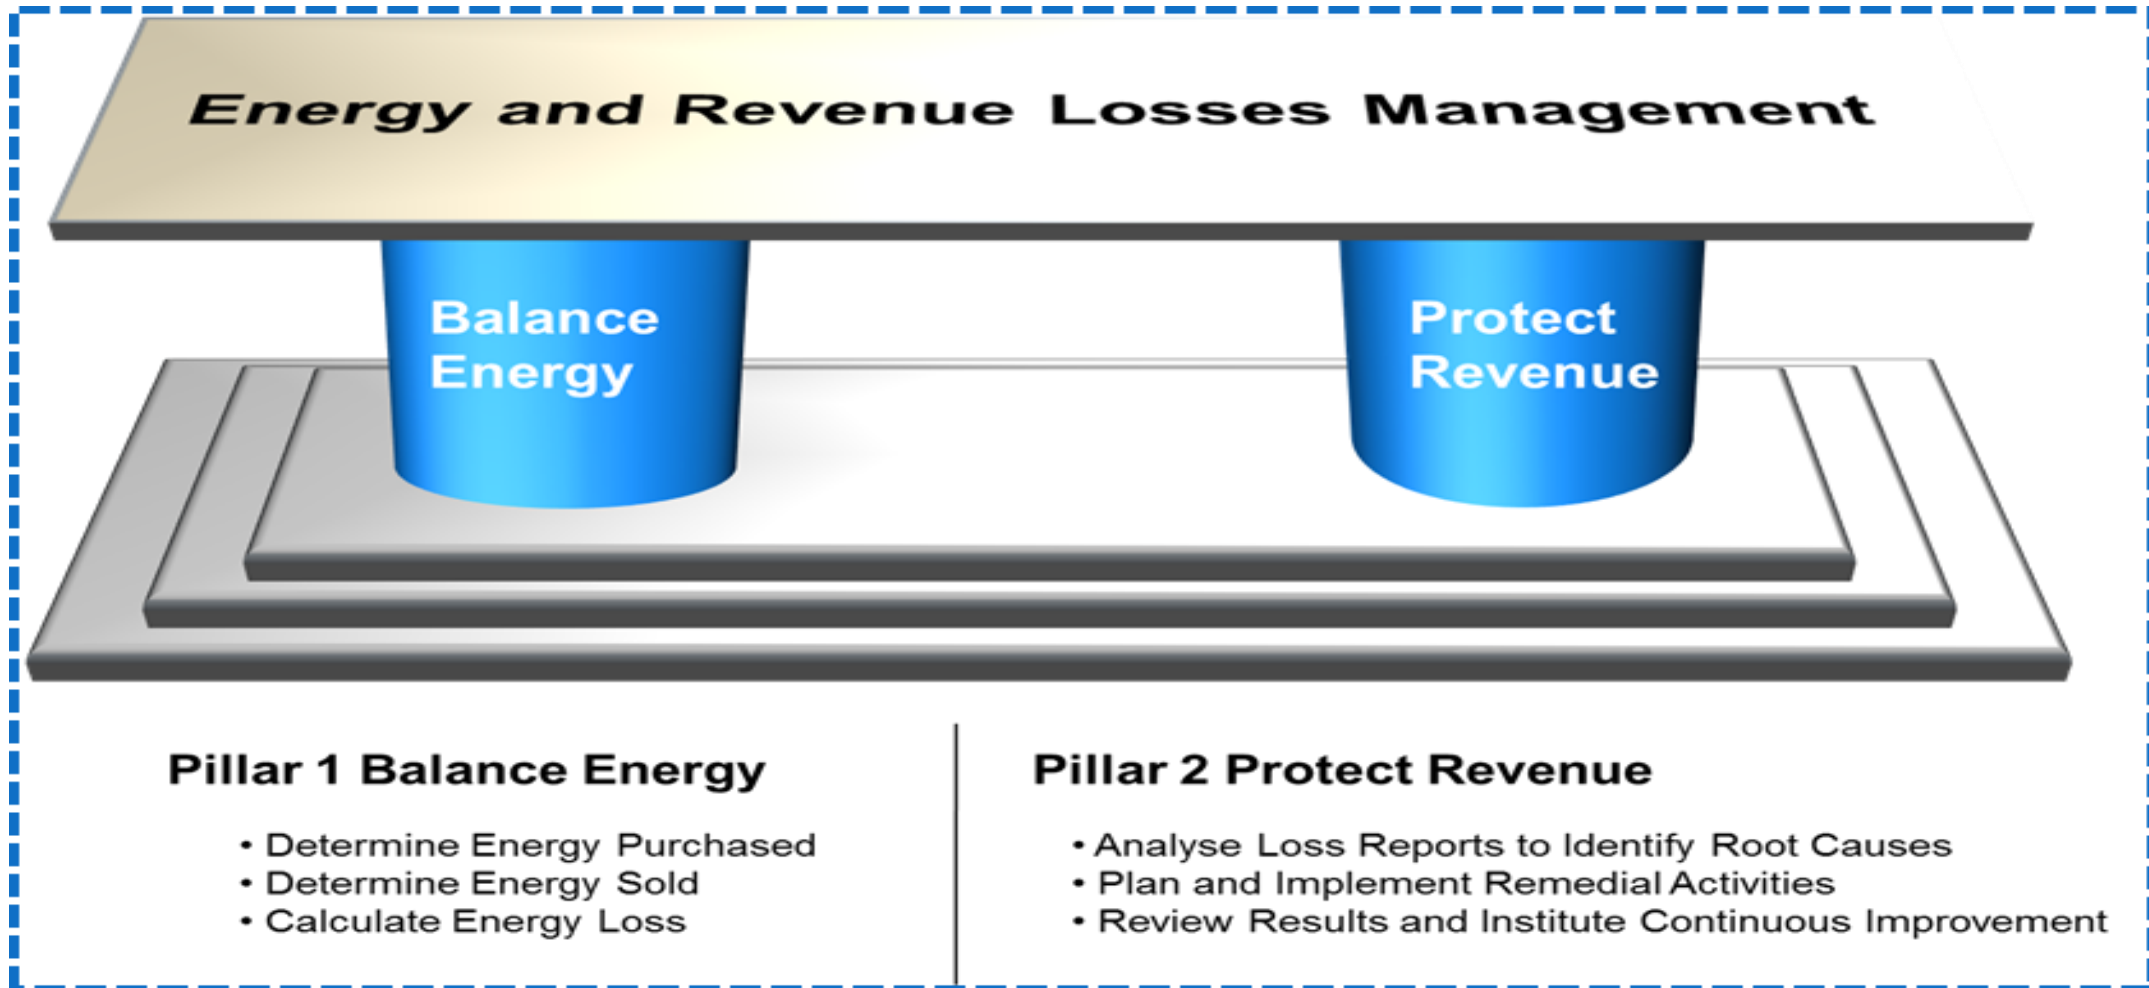 Energy and Revenue Losses Management
Balance
Energy
Protect
Revenue
Pillar 1 Balance Energy
• Determine Energy Purchased
• Determine Energy Sold
• Calculate Energy Loss
Pillar 2 Protect Revenue
• Analyse Loss Reports to Identify Root Causes
• Plan and Implement Remedial Activities
• Review Results and Institute Continuous Improvement